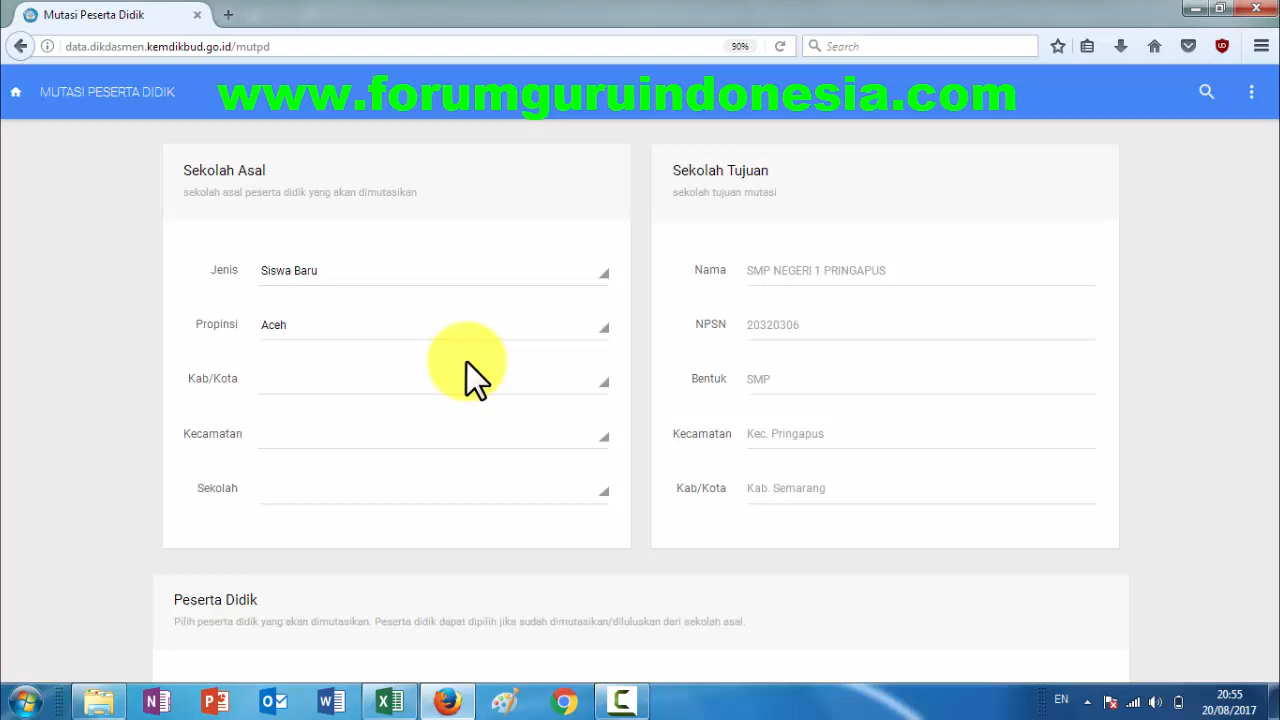 Mutasi Peserta Didik
data.dikdasmen.kemdikbud.go.id/mutpd
90%
Search
MUTASI PESERTA DIDIK
www.forumguruindonesia.com
Sekolah Asal
sekolah asal peserta didik yang akan dimutasikan
Jenis
Siswa Baru
Propinsi
Aceh
Kab/Kota
Kecamatan
Sekolah
Sekolah Tujuan
sekolah tujuan mutasi
Nama
SMP NEGERI 1 PRINGAPUS
NPSN
20320306
Bentuk
SMP
Kecamatan
Kec. Pringapus
Kab/Kota
Kab. Semarang
Peserta Didik
Pilih peserta didik yang akan dimutasikan. Peserta didik dapat dipilih jika sudah dimutasikan/diluluskan dari sekolah asal.
EN
20:55
20/08/2017